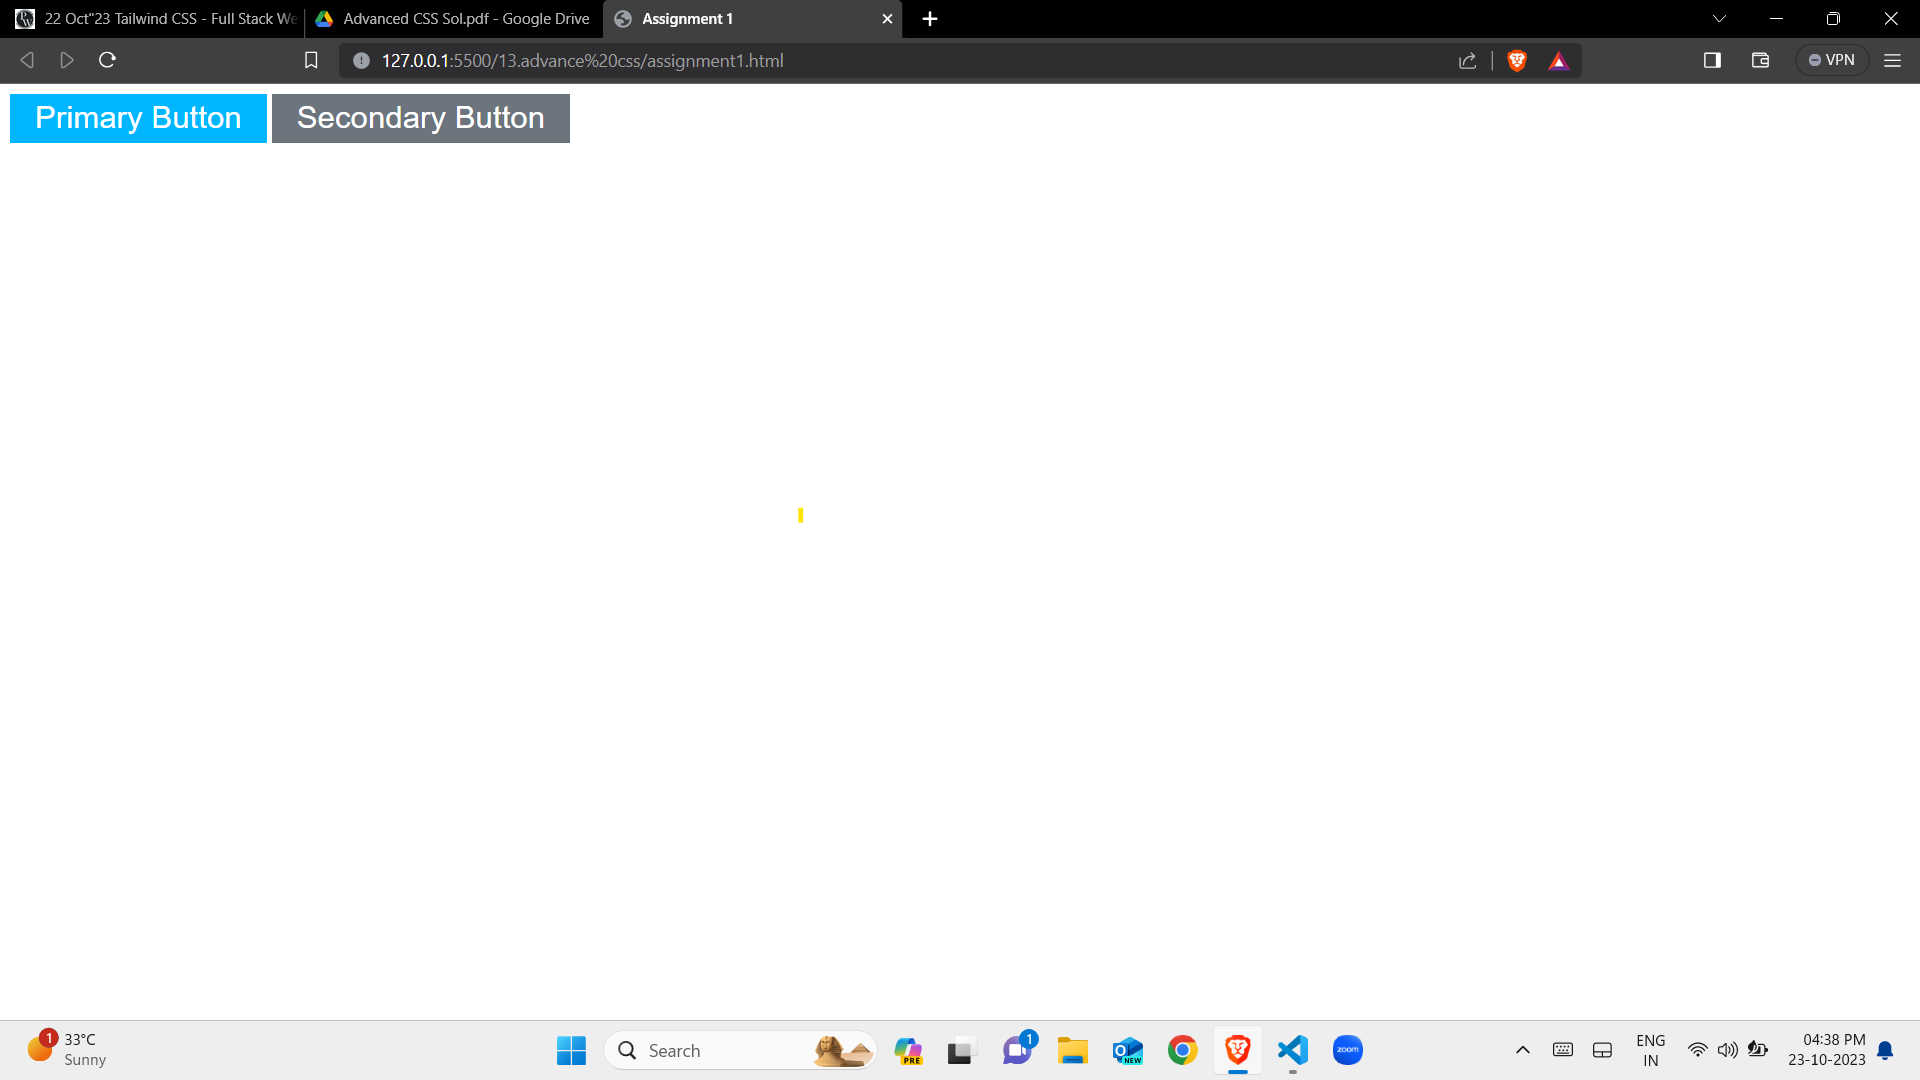 22 Oct"23 Tailwind CSS - Full Stack We
Advanced CSS Sol.pdf - Google Drive
Assignment 1
127.0.0.1:5500/13.advance%20css/assignment1.html
VPN
Primary Button
Secondary Button
1
33°C
Sunny
Search
PRE
1
NEW
zoom
ENG
IN
04:38 PM
23-10-2023